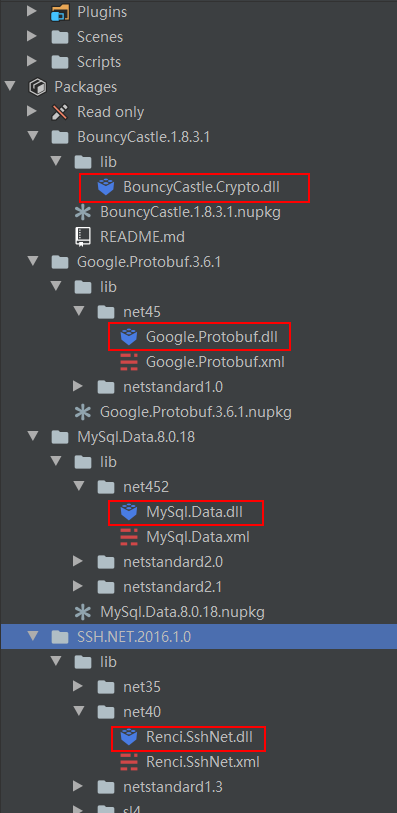 Plugins
Scenes
Scripts
Packages
Read only
BouncyCastle.1.8.3.1
lib
BouncyCastle.Crypto.dll
BouncyCastle.1.8.3.1.nupkg
README.md
Google.Protobuf.3.6.1
lib
net45
Google.Protobuf.dll
Google.Protobuf.xml
netstandard1.0
Google.Protobuf.3.6.1.nupkg
MySql.Data.8.0.18
lib
net452
MySql.Data.dll
MySql.Data.xml
netstandard2.0
netstandard2.1
MySql.Data.8.0.18.nupkg
SSH.NET.2016.1.0
lib
net35
net40
Renci.SshNet.dll
Renci.SshNet.xml
netstandard1.3
sl4